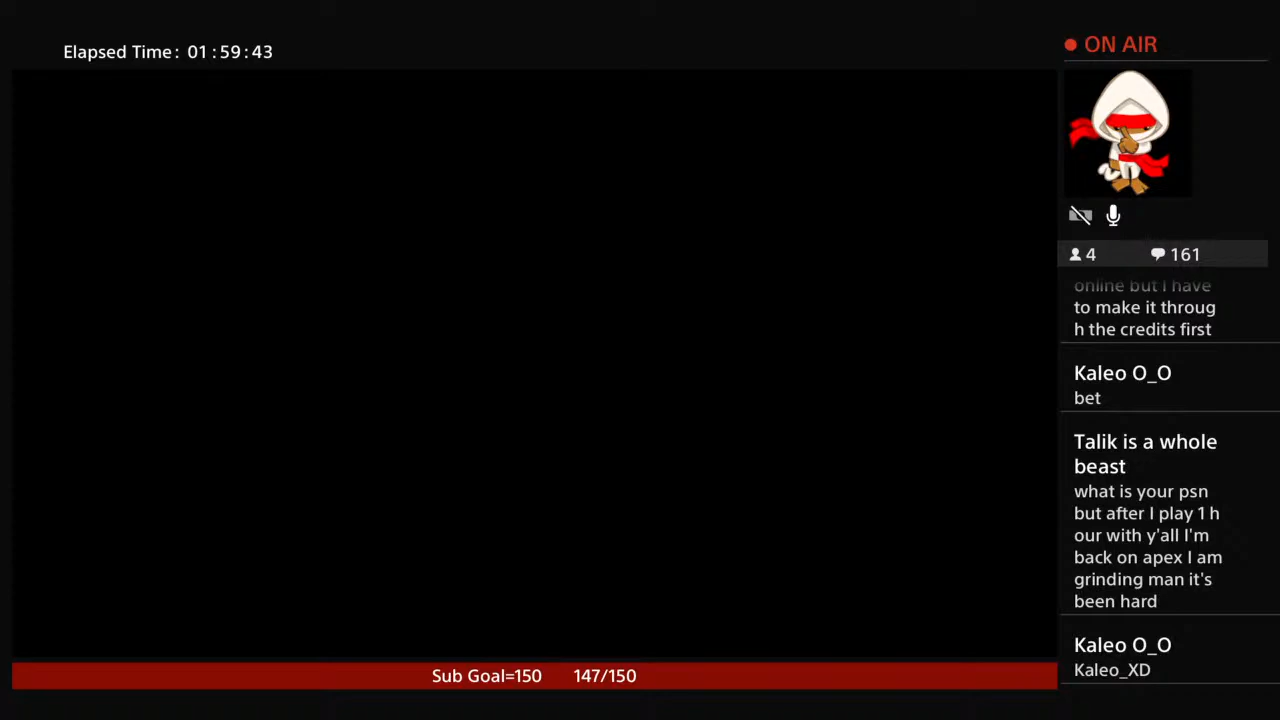 Elapsed Time: 01:59:43
ON AIR
4 161
online but I have
to make it throug
h the credits first
Kaleo O_O
bet
Talik is a whole
beast
what is your psn
but after I play 1 h
our with y'all I'm
back on apex I am
grinding man it's
been hard
Kaleo O_O
Kaleo_XD
Sub Goal=150 147/150